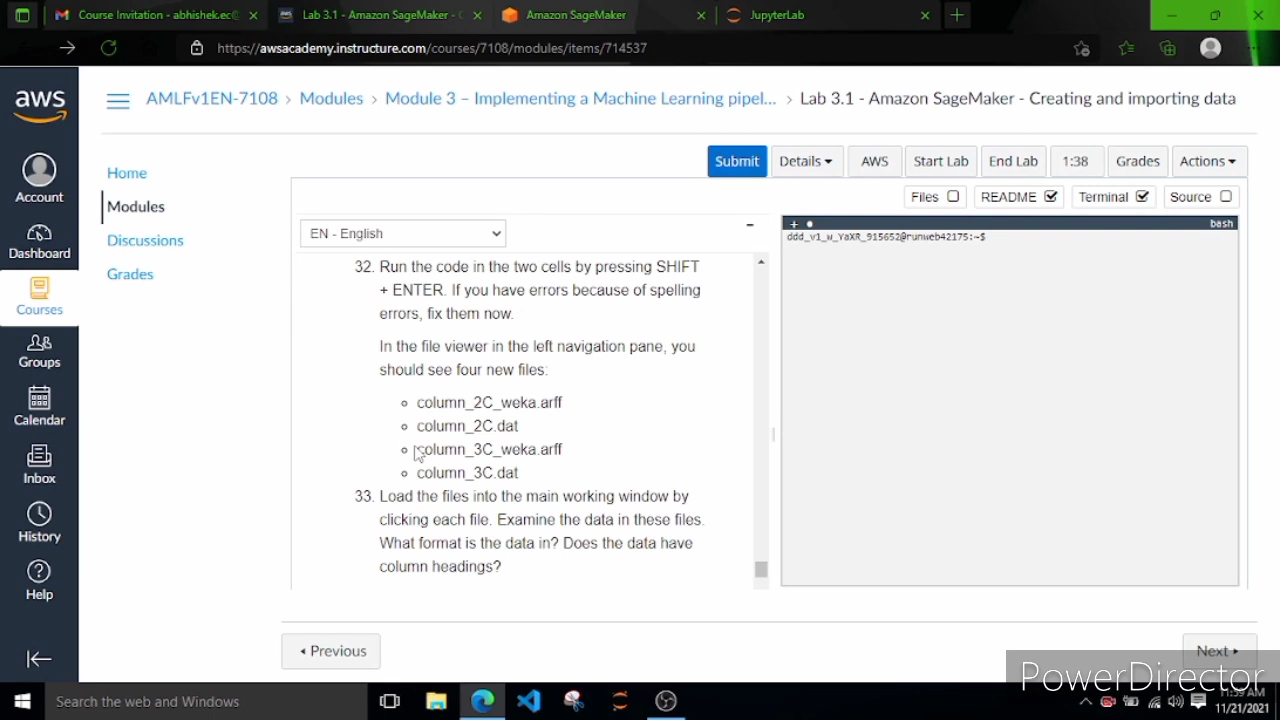 Course Invitation - abhishek.ec@
Lab 3.1 - Amazon SageMaker - C
Amazon SageMaker
JupyterLab
https://awsacademy.instructure.com/courses/7108/modules/items/714537
aws
AMLFv1EN-7108 › Modules › Module 3 – Implementing a Machine Learning pipel... › Lab 3.1 - Amazon SageMaker - Creating and importing data
Submit Details AWS Start Lab End Lab 1:38 Grades Actions
Files README Terminal Source
Account
Dashboard
Courses
Groups
Calendar
Inbox
History
Help
Home
Modules
Discussions
Grades
EN - English
32. Run the code in the two cells by pressing SHIFT
+ ENTER. If you have errors because of spelling
errors, fix them now.
In the file viewer in the left navigation pane, you
should see four new files:
column_2C_weka.arff
column_2C.dat
column_3C_weka.arff
column_3C.dat
33. Load the files into the main working window by
clicking each file. Examine the data in these files.
What format is the data in? Does the data have
column headings?
bash
ddd_v1_w_YaXR_915652@runweb42175:~$
Previous
Next
PowerDirector
Search the web and Windows
11:59 AM
11/21/2021